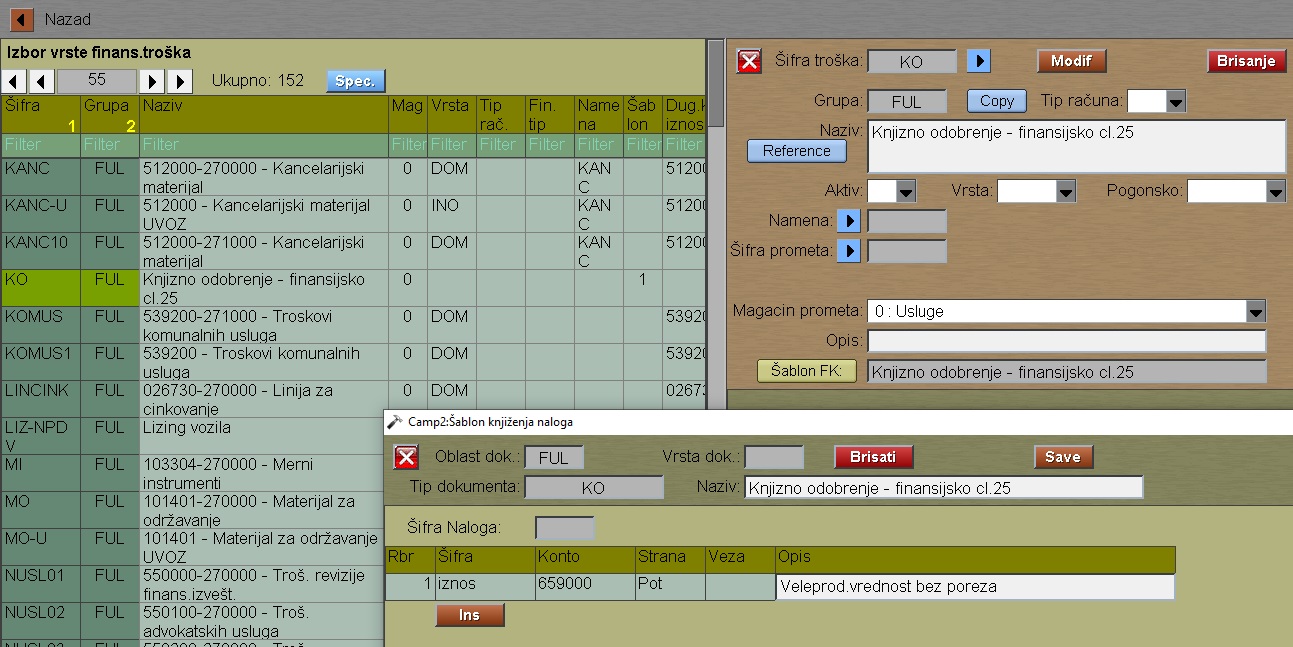 Nazad
Izbor vrste finans.troška
55 Ukupno: 152 Spec.
Šifra 1 Grupa 2 Naziv Mag Vrsta Tip rač. Fin. tip Name na Šab lon Dug.k iznos
Filter Filter Filter Filter Filter Filter Filter Filter Filter Filter
KANC FUL 512000-270000 - Kancelarijski materijal 0 DOM KAN C 51200
KANC-U FUL 512000 - Kancelarijski materijal UVOZ 0 INO KAN C 51200
KANC10 FUL 512000-271000 - Kancelarijski materijal 0 DOM KAN C 51200
KO FUL Knjizno odobrenje - finansijsko cl.25 0 1
KOMUS FUL 539200-271000 - Troskovi komunalnih usluga 0 DOM 53920
KOMUS1 FUL 539200 - Troskovi komunalnih usluga 0 DOM 53920
LINCINK FUL 026730-270000 - Linija za cinkovanje 0 DOM 02673
LIZ-NPD V FUL Lizing vozila
MI FUL 103304-270000 - Merni instrumenti
MO FUL 101401-270000 - Materijal za održavanje
MO-U FUL 101401 - Materijal za održavanje UVOZ
NUSL01 FUL 550000-270000 - Troš. revizije finans.izvešt.
NUSL02 FUL 550100-270000 - Troš. advokatskih usluga
Šifra troška: KO Modif Brisanje
Grupa: FUL Copy Tip računa:
Naziv: Knjizno odobrenje - finansijsko cl.25
Reference
Aktiv: Vrsta: Pogonsko:
Namena:
Šifra prometa:
Magacin prometa: 0 : Usluge
Opis:
Šablon FK: Knjizno odobrenje - finansijsko cl.25
Camp2:Šablon knjiženja naloga
Oblast dok.: FUL Vrsta dok.: Brisati Save
Tip dokumenta: KO Naziv: Knjizno odobrenje - finansijsko cl.25
Šifra Naloga:
Rbr Šifra Konto Strana Veza Opis
1 iznos 659000 Pot Veleprod.vrednost bez poreza
Ins